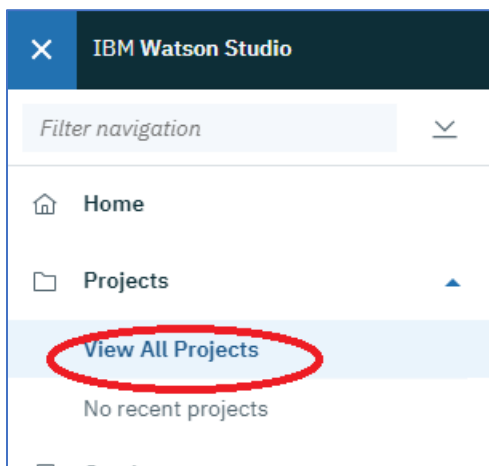 IBM Watson Studio
Filter navigation
Home
Projects
View All Projects
No recent projects